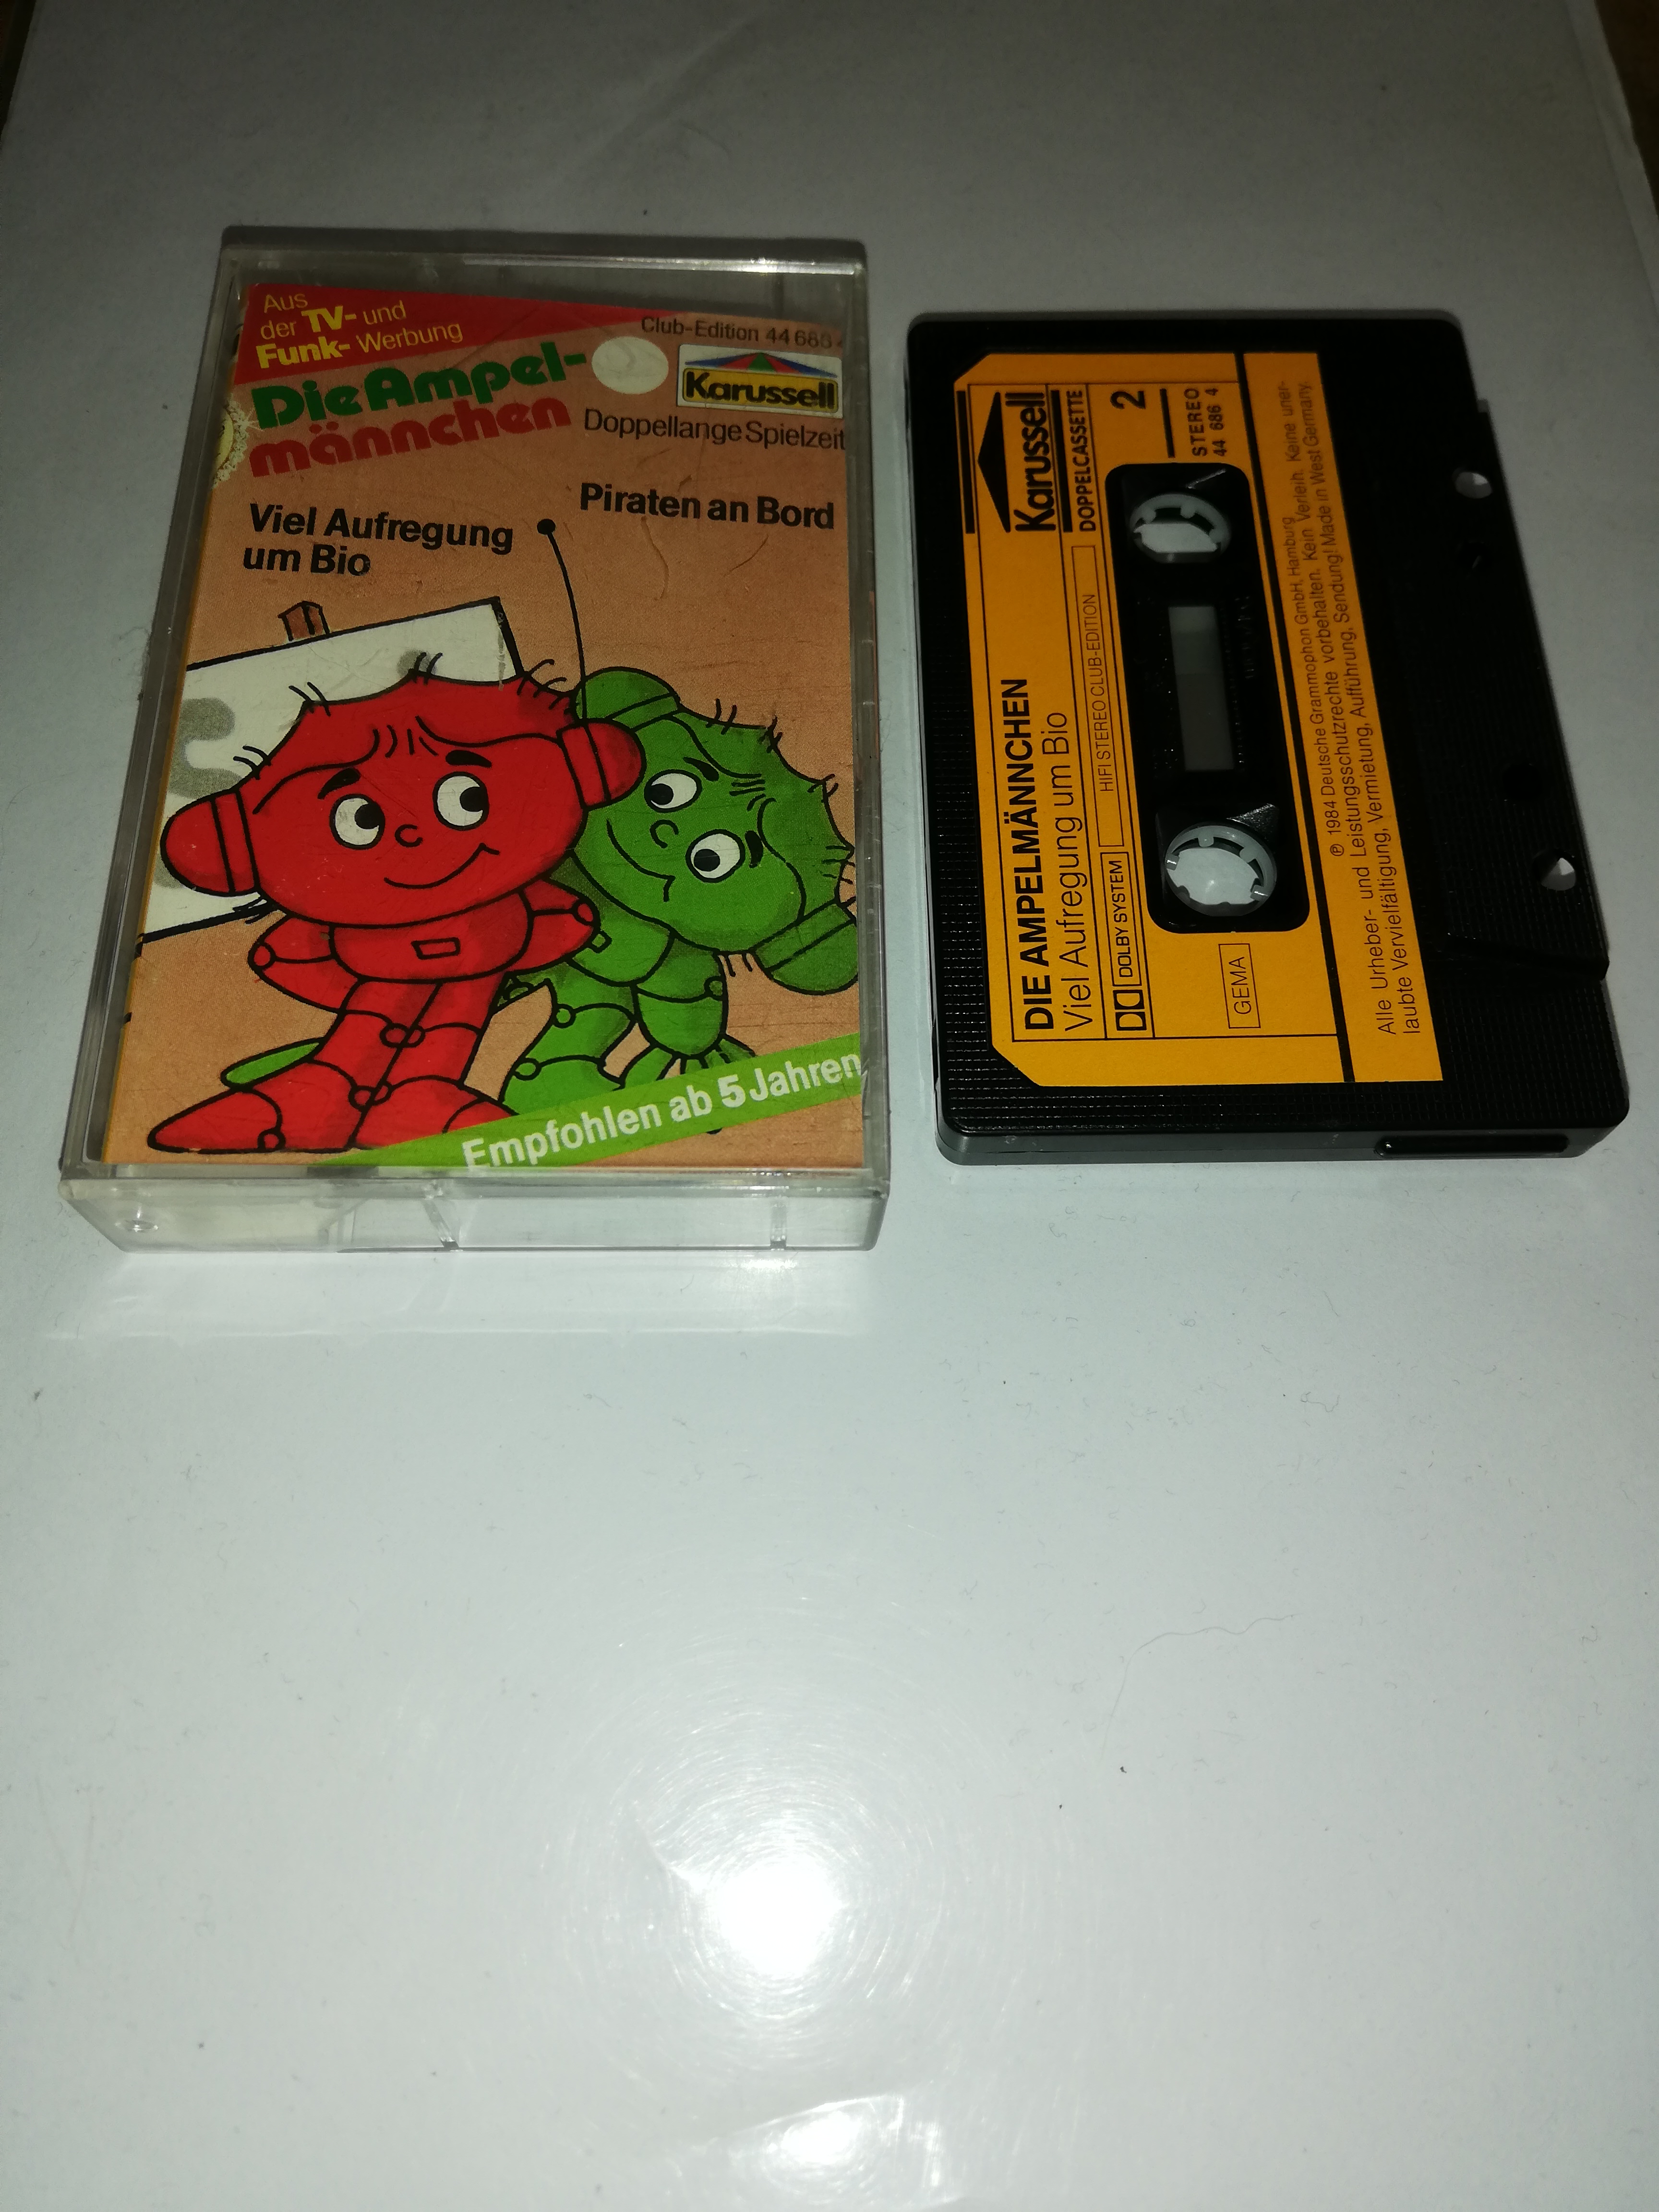 Aus
der TV- und
Funk- Werbung
Club-Edition 44 686
Die Ampel-
männchen
Karussell
Doppellange Spielzeit
Viel Aufregung
um Bio
Piraten an Bord
Empfohlen ab 5 Jahren
Karussell
DOPPELCASSETTE
2
STEREO
44 686 4
DIE AMPELMÄNNCHEN
Viel Aufregung um Bio
DOLBY SYSTEM
HIFI STEREO CLUB-EDITION
GEMA
℗ 1984 Deutsche Grammophon GmbH, Hamburg
Alle Urheber- und Leistungsschutzrechte vorbehalten. Kein Verleih. Keine uner-
laubte Vervielfältigung, Vermietung, Aufführung, Sendung! Made in West Germany